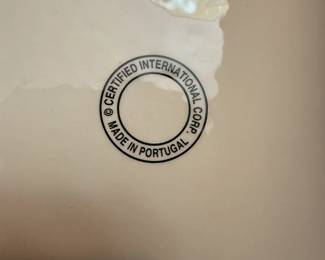 © CERTIFIED INTERNATIONAL CORP.
MADE IN PORTUGAL